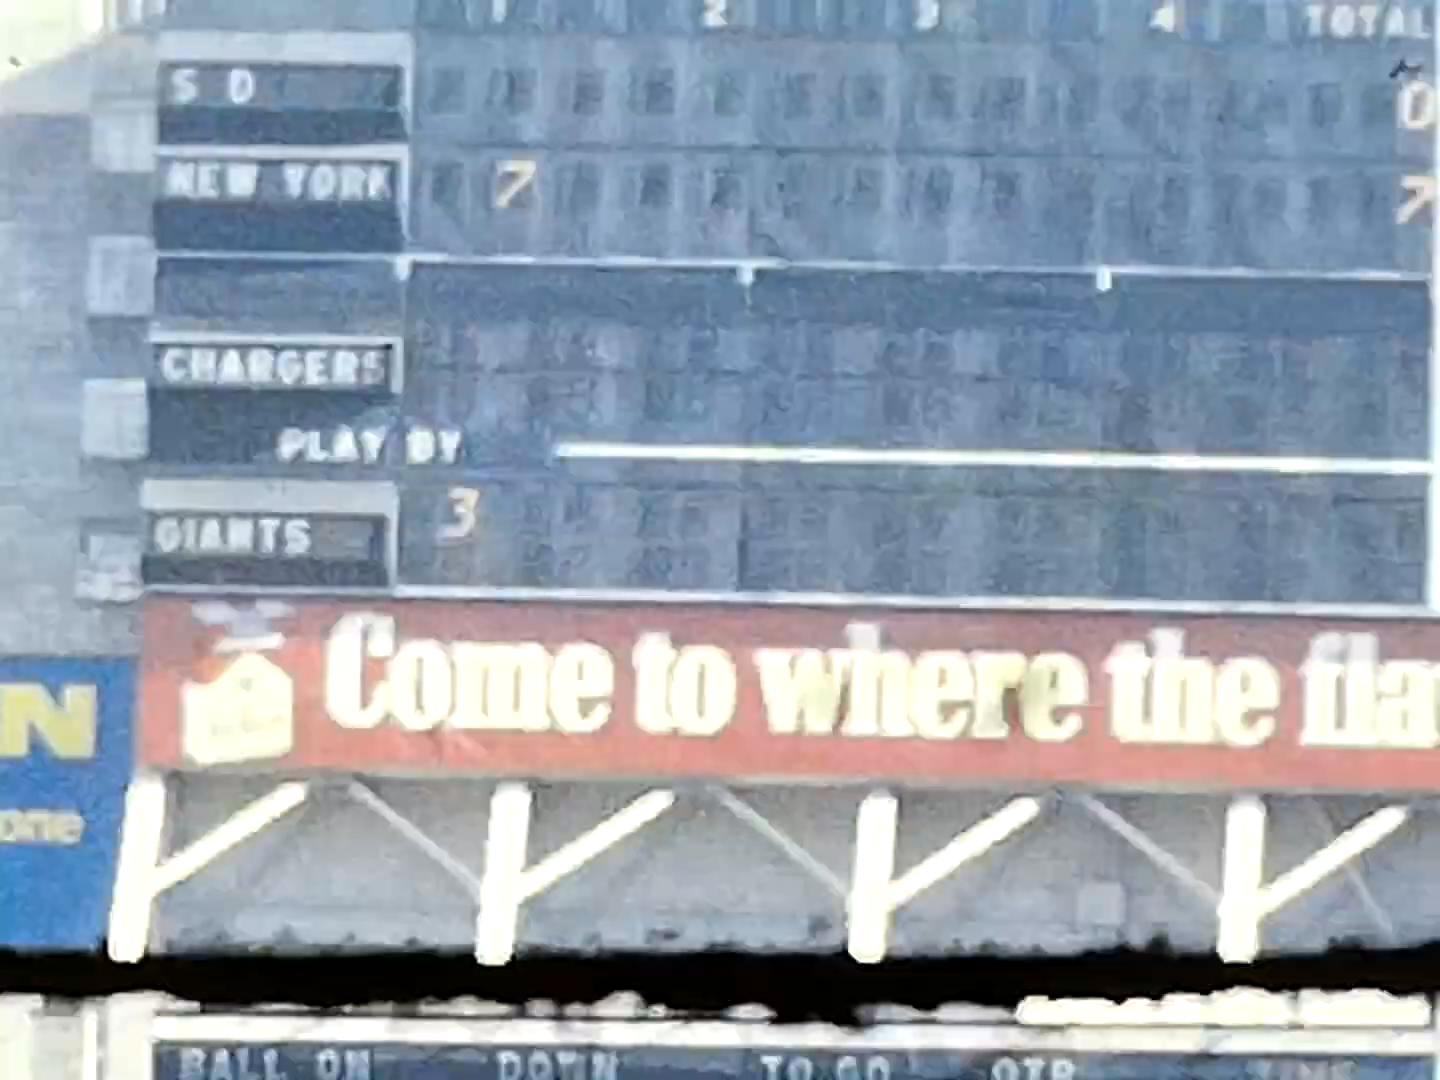 1 2 3 4 TOTAL
S D 0
NEW YORK 7 7
CHARGERS
PLAY BY
GIANTS 3
Come to where the fla
N
one
BALL ON DOWN TO GO QTR